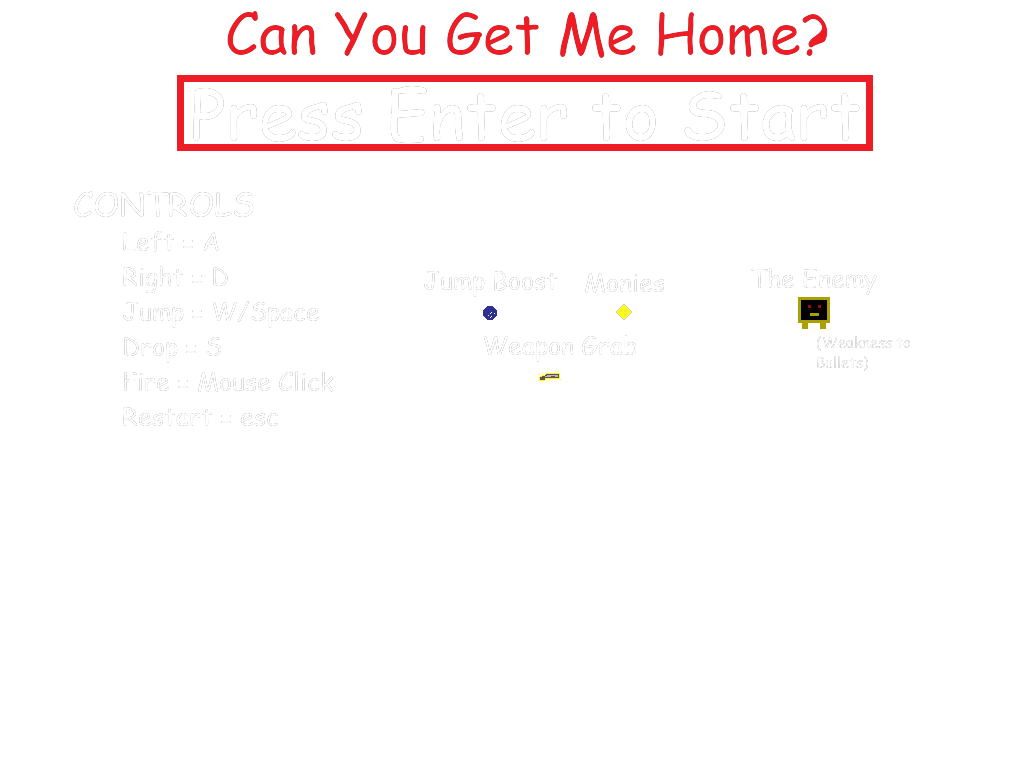 Can You Get Me Home?
Press Enter to Start
CONTROLS
Left = A
Right = D
Jump = W/Space
Drop = S
Fire = Mouse Click
Restart = esc
Jump Boost
Monies
Weapon Grab
The Enemy
(Weakness to
Bullets)